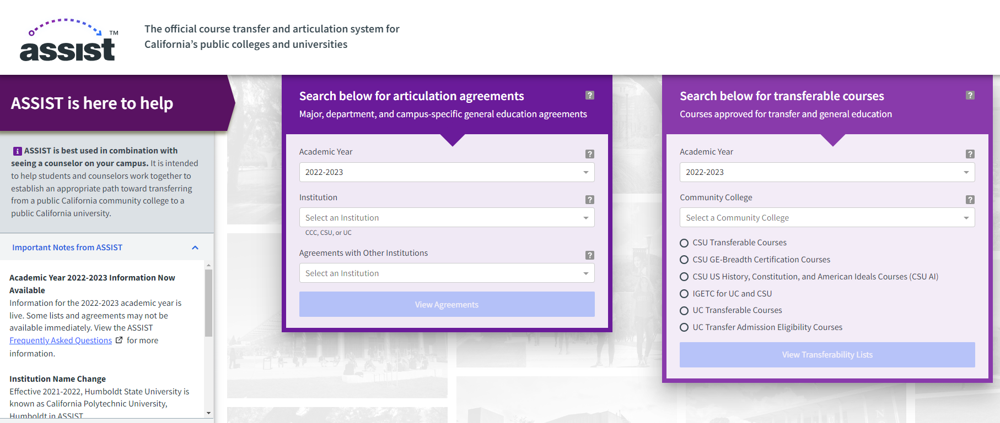 assist™
The official course transfer and articulation system for
California's public colleges and universities
ASSIST is here to help
i ASSIST is best used in combination with
seeing a counselor on your campus. It is intended
to help students and counselors work together to
establish an appropriate path toward transferring
from a public California community college to a
public California university.
Important Notes from ASSIST
Academic Year 2022-2023 Information Now
Available
Information for the 2022-2023 academic year is
live. Some lists and agreements may not be
available immediately. View the ASSIST
Frequently Asked Questions for more
information.
Institution Name Change
Effective 2021-2022, Humboldt State University is
known as California Polytechnic University,
Humboldt in ASSIST.
Search below for articulation agreements ?
Major, department, and campus-specific general education agreements
Academic Year ?
2022-2023
Institution ?
Select an Institution
CCC, CSU, or UC
Agreements with Other Institutions ?
Select an Institution
View Agreements
Search below for transferable courses ?
Courses approved for transfer and general education
Academic Year ?
2022-2023
Community College ?
Select a Community College
CSU Transferable Courses
CSU GE-Breadth Certification Courses
CSU US History, Constitution, and American Ideals Courses (CSU AI)
IGETC for UC and CSU
UC Transferable Courses
UC Transfer Admission Eligibility Courses
View Transferability Lists